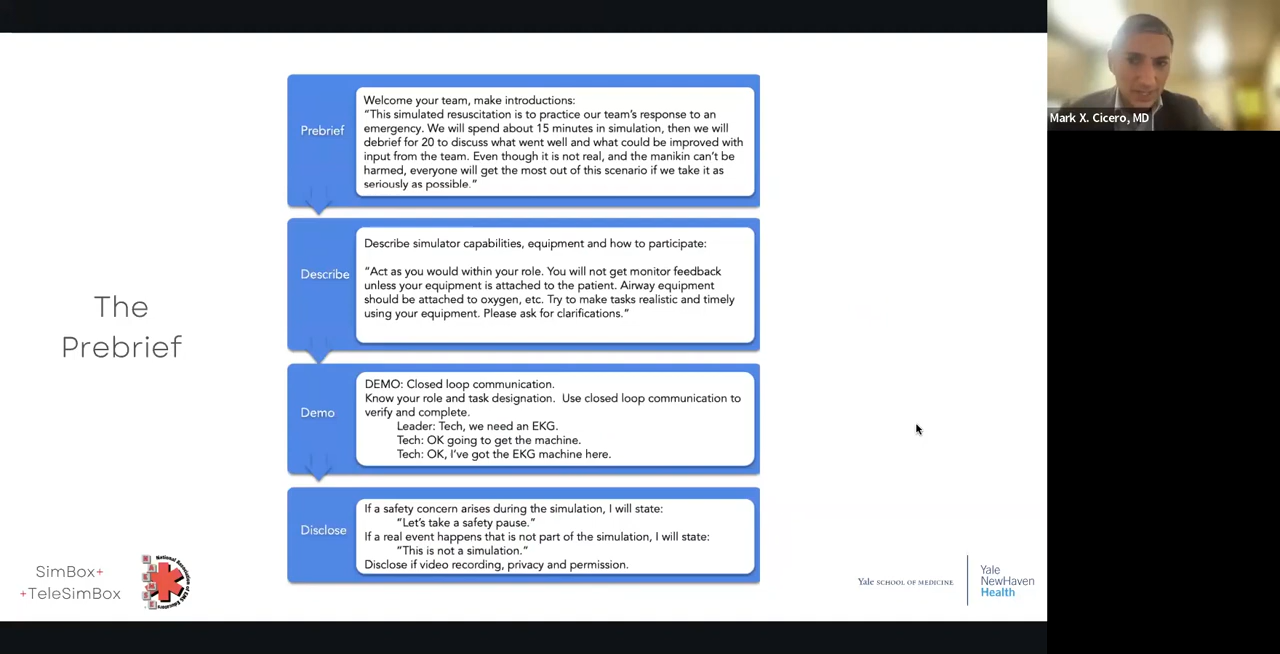 The
Prebrief
Prebrief
Welcome your team, make introductions:
“This simulated resuscitation is to practice our team’s response to an
emergency. We will spend about 15 minutes in simulation, then we will
debrief for 20 to discuss what went well and what could be improved with
input from the team. Even though it is not real, and the manikin can’t be
harmed, everyone will get the most out of this scenario if we take it as
seriously as possible.”
Describe
Describe simulator capabilities, equipment and how to participate:
“Act as you would within your role. You will not get monitor feedback
unless your equipment is attached to the patient. Airway equipment
should be attached to oxygen, etc. Try to make tasks realistic and timely
using your equipment. Please ask for clarifications.”
Demo
DEMO: Closed loop communication.
Know your role and task designation.  Use closed loop communication to
verify and complete.
Leader: Tech, we need an EKG.
Tech: OK going to get the machine.
Tech: OK, I’ve got the EKG machine here.
Disclose
If a safety concern arises during the simulation, I will state:
“Let’s take a safety pause.”
If a real event happens that is not part of the simulation, I will state:
“This is not a simulation.”
Disclose if video recording, privacy and permission.
SimBox+
+TeleSimBox
National Association of EMS Educators
Yale SCHOOL OF MEDICINE
Yale
NewHaven
Health
Mark X. Cicero, MD